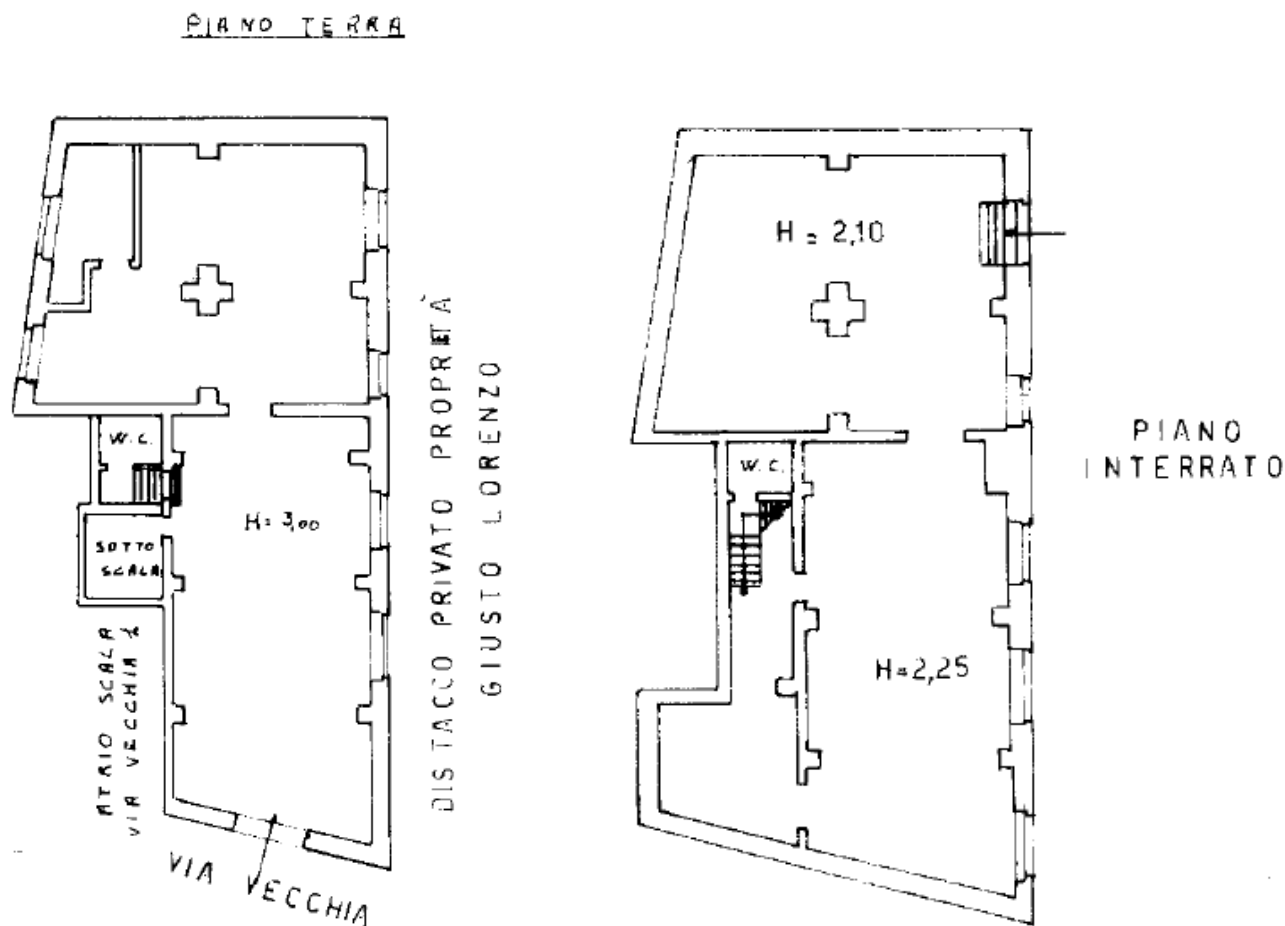 PIANO TERRA
W.C.
H = 3,00
SOTTO
SCALA
ATRIO SCALA
VIA VECCHIA
VIA VECCHIA
DISTACCO PRIVATO PROPRETÀ
GIUSTO LORENZO
H = 2,10
W.C.
H = 2,25
PIANO
INTERRATO